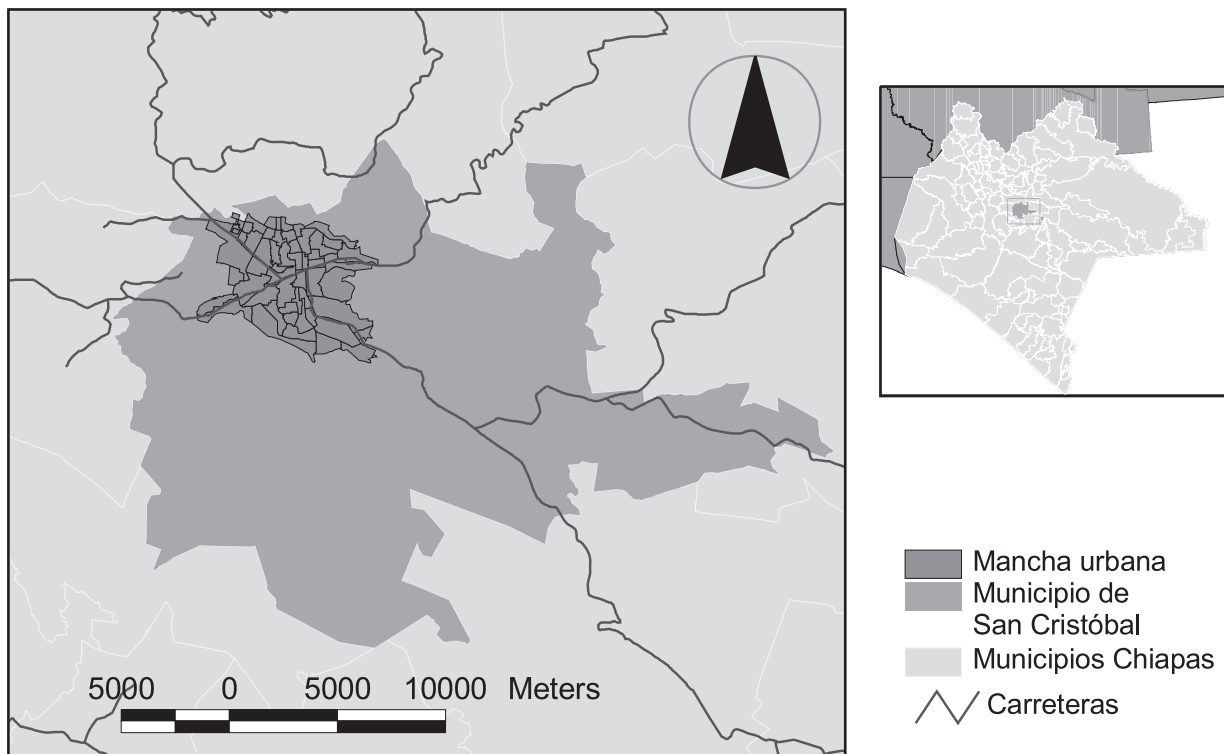 5000 0 5000 10000 Meters
Mancha urbana
Municipio de
San Cristóbal
Municipios Chiapas
Carreteras